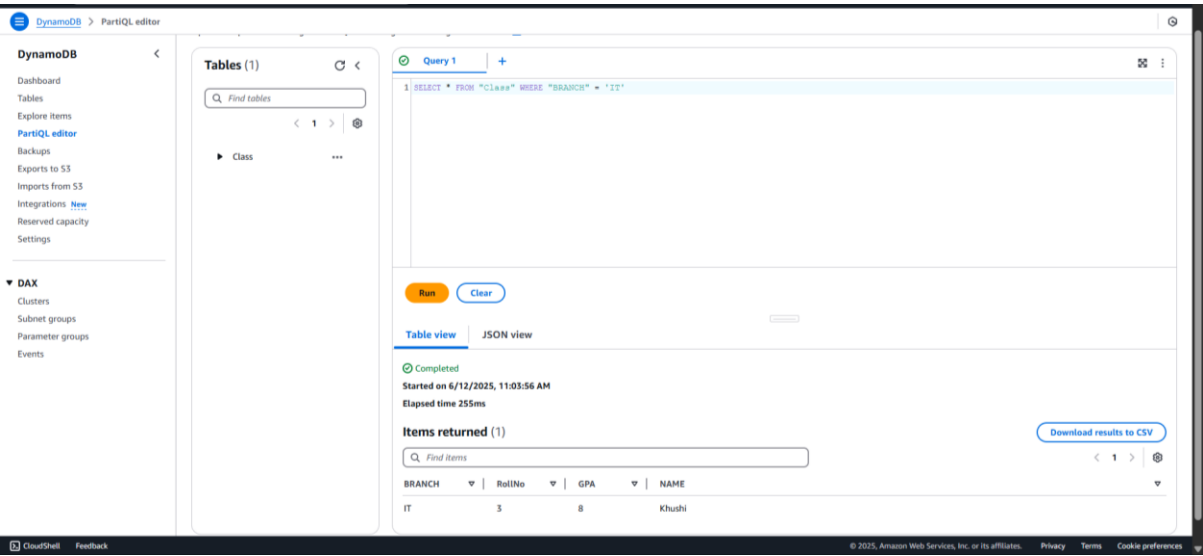 DynamoDB > PartiQL editor
DynamoDB
Dashboard
Tables
Explore items
PartiQL editor
Backups
Exports to S3
Imports from S3
Integrations New
Reserved capacity
Settings
DAX
Clusters
Subnet groups
Parameter groups
Events
Tables (1)
Find tables
1
Class
Query 1
1 SELECT * FROM "Class" WHERE "BRANCH" = 'IT'
Run Clear
Table view JSON view
Completed
Started on 6/12/2025, 11:03:56 AM
Elapsed time 255ms
Items returned (1)
Download results to CSV
Find items
1
BRANCH RollNo GPA NAME
IT 3 8 Khushi
CloudShell Feedback © 2025, Amazon Web Services, Inc. or its affiliates. Privacy Terms Cookie preferences